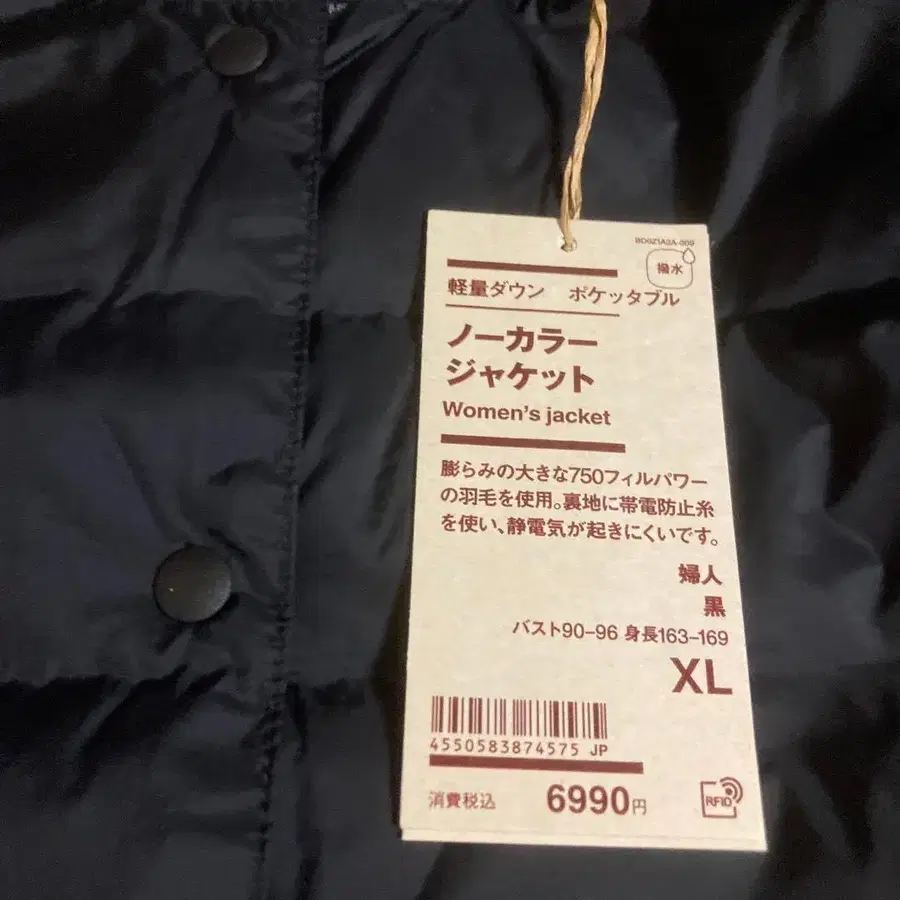 撥水
軽量ダウン ポケッタブル
ノーカラー
ジャケット
Women's jacket
膨らみの大きな750フィルパワー
の羽毛を使用。裏地に帯電防止糸
を使い、静電気が起きにくいです。
婦人
黒
バスト90-96 身長163-169
XL
4550583874575 JP
消費税込 6990円
RFID